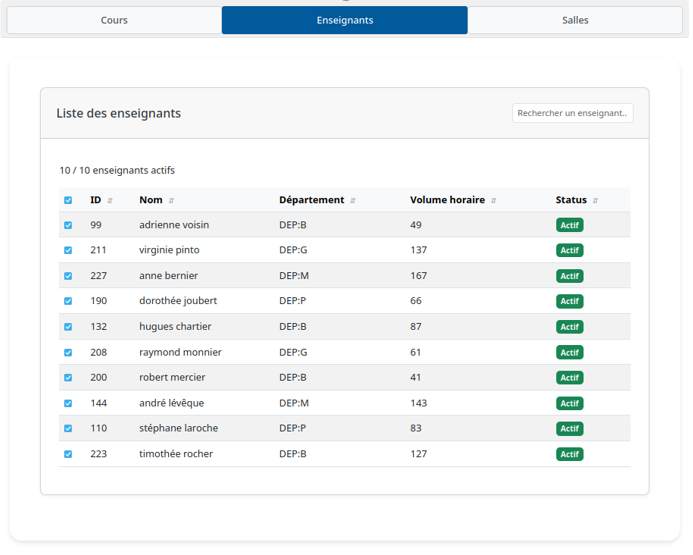 Cours Enseignants Salles
Liste des enseignants Rechercher un enseignant..
10 / 10 enseignants actifs
ID Nom Département Volume horaire Status
99 adrienne voisin DEP:B 49 Actif
211 virginie pinto DEP:G 137 Actif
227 anne bernier DEP:M 167 Actif
190 dorothée joubert DEP:P 66 Actif
132 hugues chartier DEP:B 87 Actif
208 raymond monnier DEP:G 61 Actif
200 robert mercier DEP:B 41 Actif
144 andré lévêque DEP:M 143 Actif
110 stéphane laroche DEP:P 83 Actif
223 timothée rocher DEP:B 127 Actif